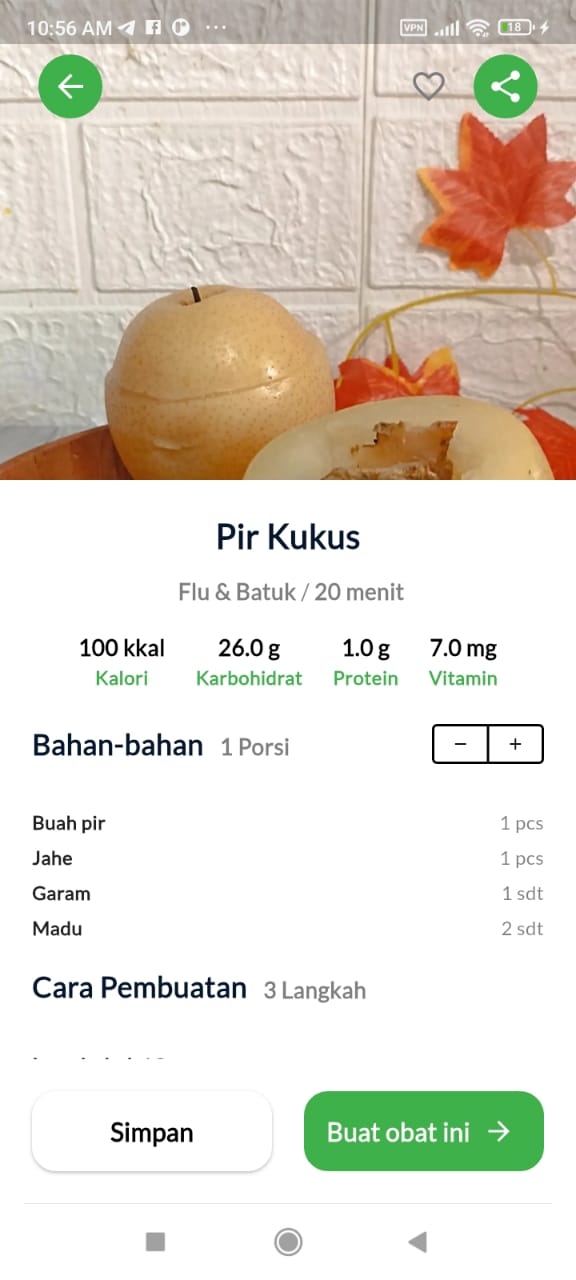 10:56 AM
VPN
18
Pir Kukus
Flu & Batuk / 20 menit
100 kkal 26.0 g 1.0 g 7.0 mg
Kalori Karbohidrat Protein Vitamin
Bahan-bahan 1 Porsi − +
Buah pir 1 pcs
Jahe 1 pcs
Garam 1 sdt
Madu 2 sdt
Cara Pembuatan 3 Langkah
Simpan
Buat obat ini →